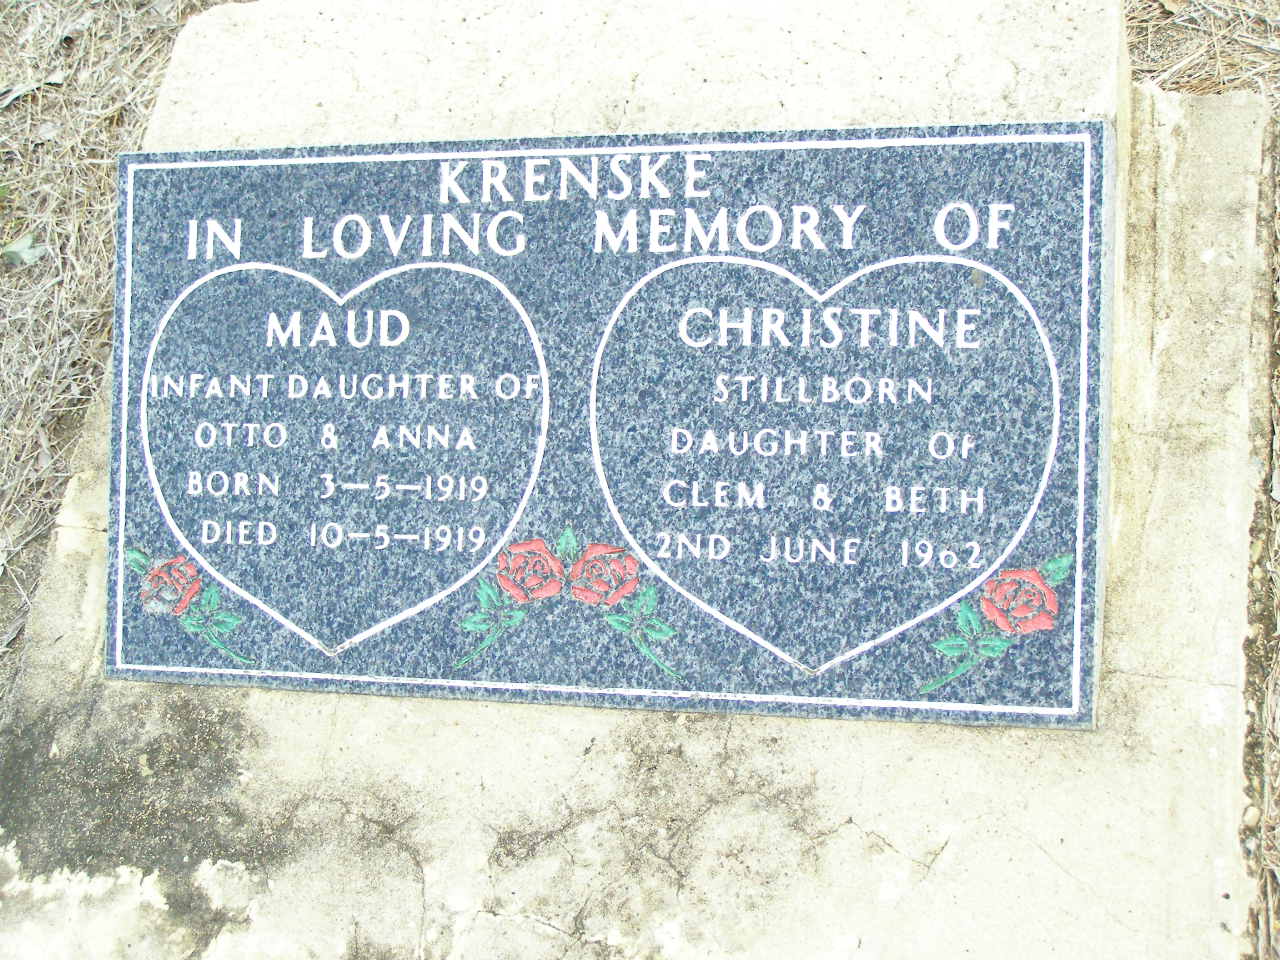 KRENSKE
IN LOVING MEMORY OF
MAUD
INFANT DAUGHTER OF
OTTO & ANNA
BORN 3-5-1919
DIED 10-5-1919
CHRISTINE
STILLBORN
DAUGHTER OF
CLEM & BETH
2ND JUNE 1962